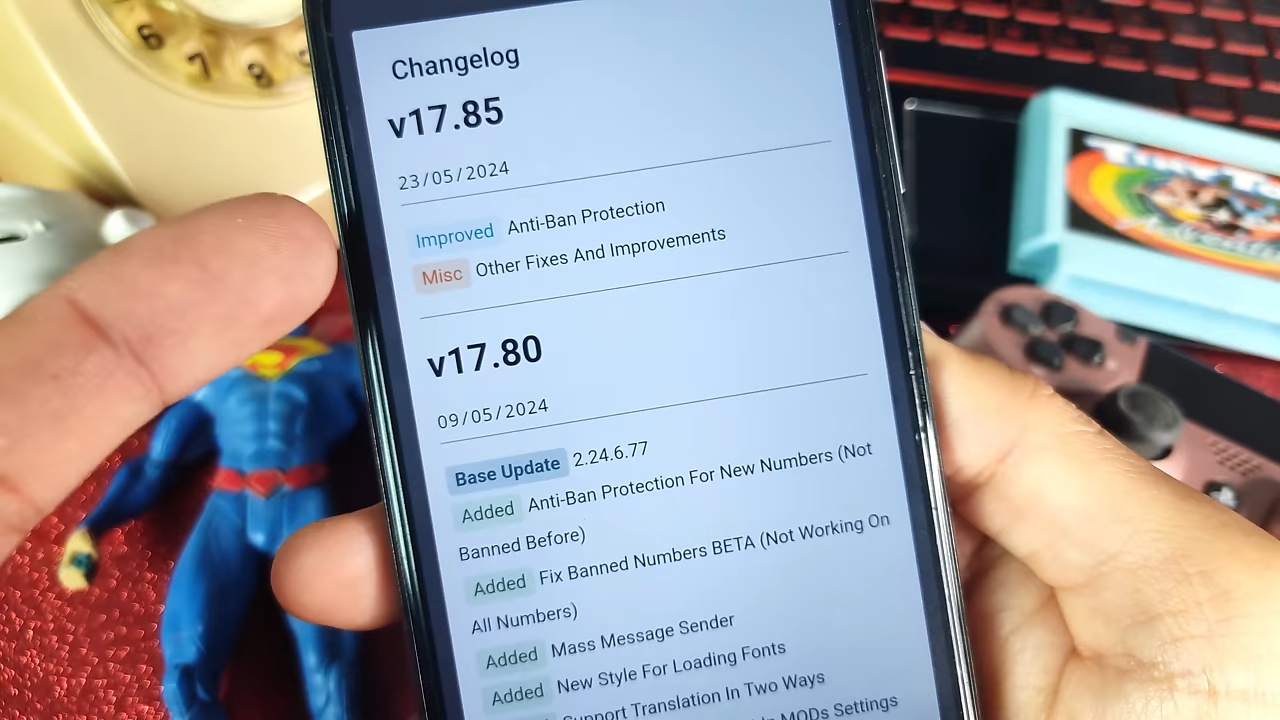 6
7
9
Changelog
v17.85
23/05/2024
Improved Anti-Ban Protection
Misc Other Fixes And Improvements
v17.80
09/05/2024
Base Update 2.24.6.77
Added Anti-Ban Protection For New Numbers (Not
Banned Before)
Added Fix Banned Numbers BETA (Not Working On
All Numbers)
Added Mass Message Sender
Added New Style For Loading Fonts
Support Translation In Two Ways
MODs Settings